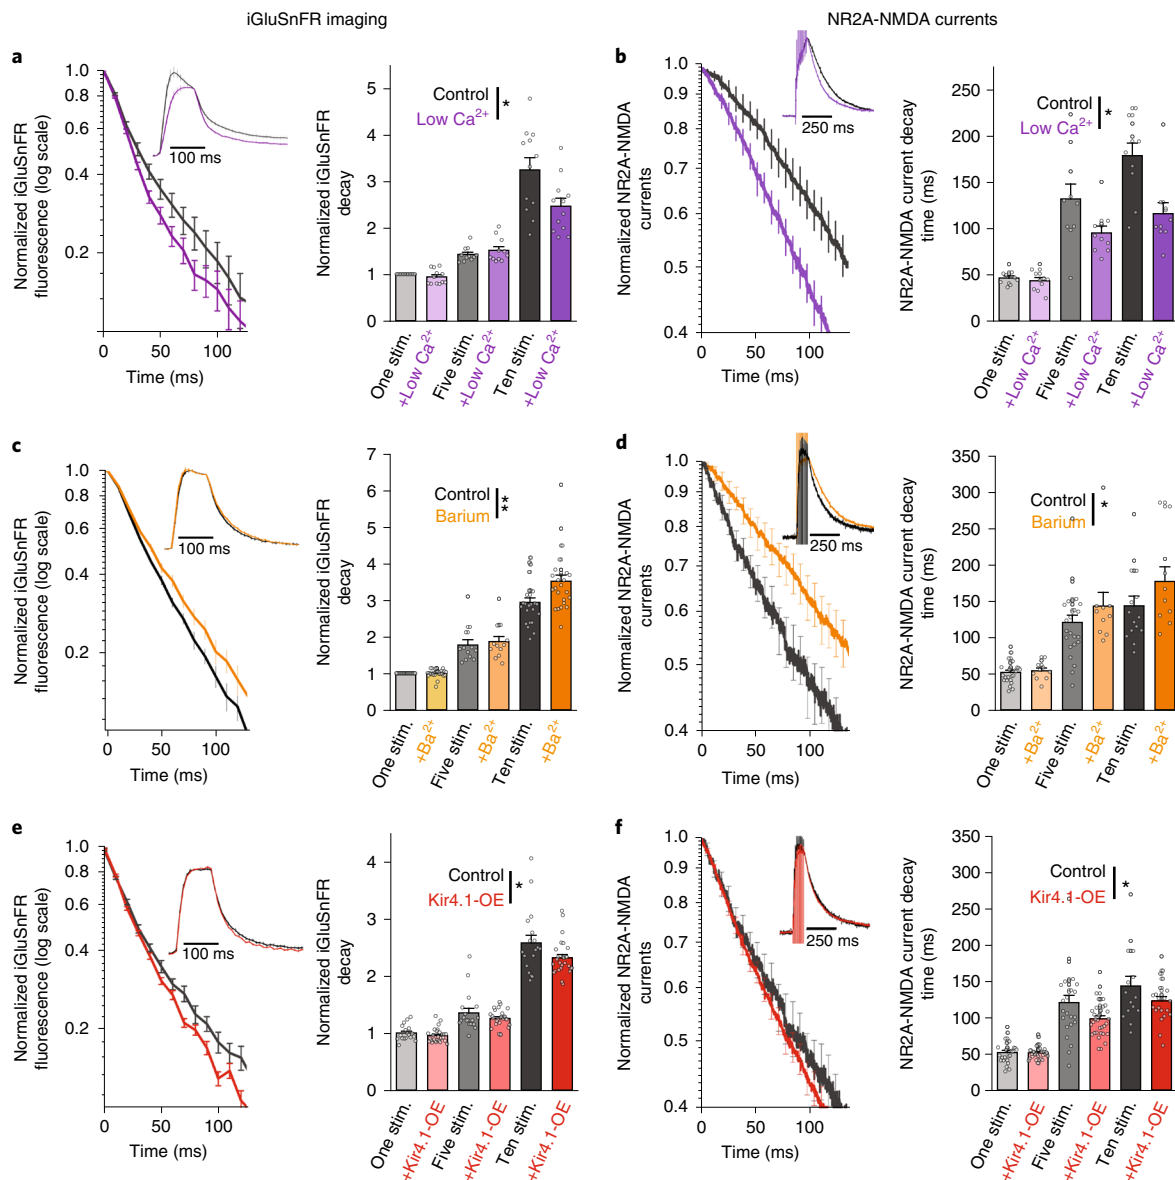 iGluSnFR imaging
NR2A-NMDA currents
a
Normalized iGluSnFR
fluorescence (log scale)
1.0
0.8
0.6
0.4
0.2
0
50
100
Time (ms)
100 ms
Normalized iGluSnFR
decay
5
4
3
2
1
0
Control
Low Ca2+
*
One stim.
+Low Ca2+
Five stim.
+Low Ca2+
Ten stim.
+Low Ca2+
b
Normalized NR2A-NMDA
currents
1.0
0.9
0.8
0.7
0.6
0.5
0.4
0
50
100
Time (ms)
250 ms
NR2A-NMDA current decay
time (ms)
250
200
150
100
50
0
Control
Low Ca2+
*
One stim.
+Low Ca2+
Five stim.
+Low Ca2+
Ten stim.
+Low Ca2+
c
Normalized iGluSnFR
fluorescence (log scale)
1.0
0.8
0.6
0.4
0.2
0
50
100
Time (ms)
100 ms
Normalized iGluSnFR
decay
7
6
5
4
3
2
1
0
Control
Barium
**
One stim.
+Ba2+
Five stim.
+Ba2+
Ten stim.
+Ba2+
d
Normalized NR2A-NMDA
currents
1.0
0.9
0.8
0.7
0.6
0.5
0.4
0
50
100
Time (ms)
250 ms
NR2A-NMDA current decay
time (ms)
350
300
250
200
150
100
50
0
Control
Barium
*
One stim.
+Ba2+
Five stim.
+Ba2+
Ten stim.
+Ba2+
e
Normalized iGluSnFR
fluorescence (log scale)
1.0
0.8
0.6
0.4
0.2
0
50
100
Time (ms)
100 ms
Normalized iGluSnFR
decay
4
3
2
1
0
Control
Kir4.1-OE
*
One stim.
+Kir4.1-OE
Five stim.
+Kir4.1-OE
Ten stim.
+Kir4.1-OE
f
Normalized NR2A-NMDA
currents
1.0
0.9
0.8
0.7
0.6
0.5
0.4
0
50
100
Time (ms)
250 ms
NR2A-NMDA current decay
time (ms)
350
300
250
200
150
100
50
0
Control
Kir4.1-OE
*
One stim.
+Kir4.1-OE
Five stim.
+Kir4.1-OE
Ten stim.
+Kir4.1-OE